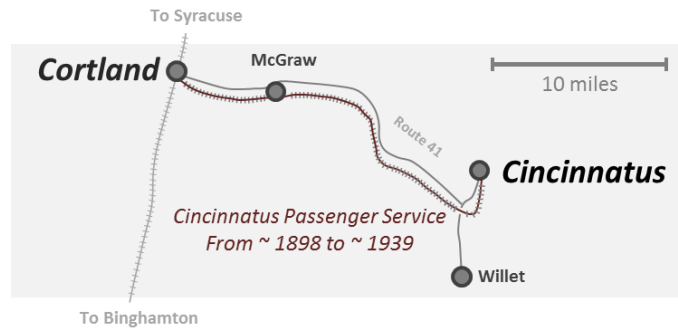 To Syracuse
McGraw
Cortland
10 miles
Route 41
Cincinnatus
Cincinnatus Passenger Service
From ~ 1898 to ~ 1939
Willet
To Binghamton